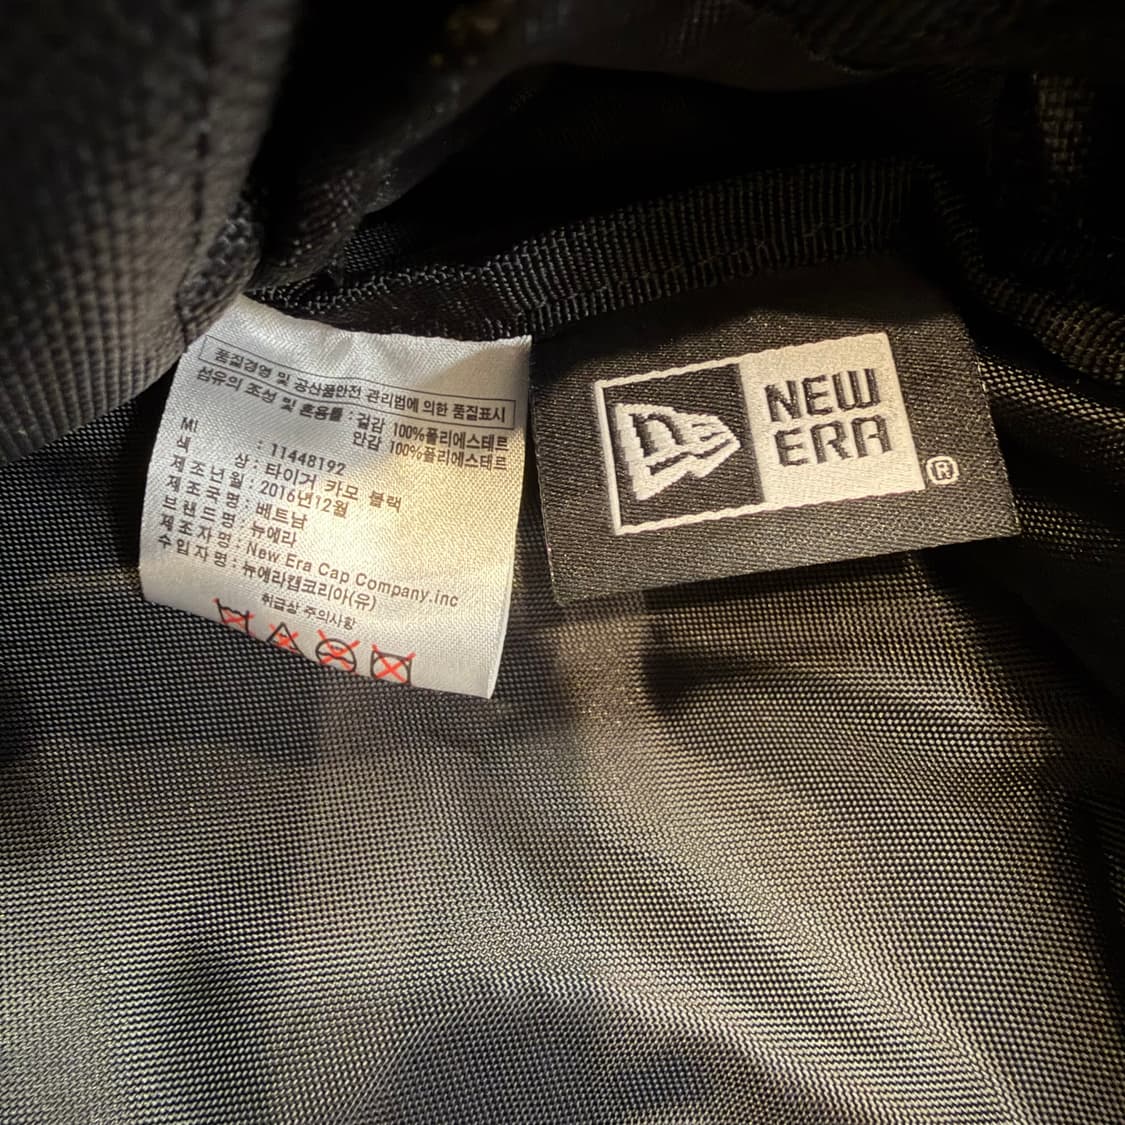 품질경영 및 공산품안전 관리법에 의한 품질표시
섬유의 조성 및 혼용률 : 겉감 100%폴리에스테르
안감 100%폴리에스테르
MI : 11448192
색 상 : 타이거 카모 블랙
제조년월 : 2016년12월
제조국명 : 베트남
브랜드명 : 뉴에라
제조자명 : New Era Cap Company.inc
수입자명 : 뉴에라캡코리아(유)
취급상 주의사항
NEW
ERA
®